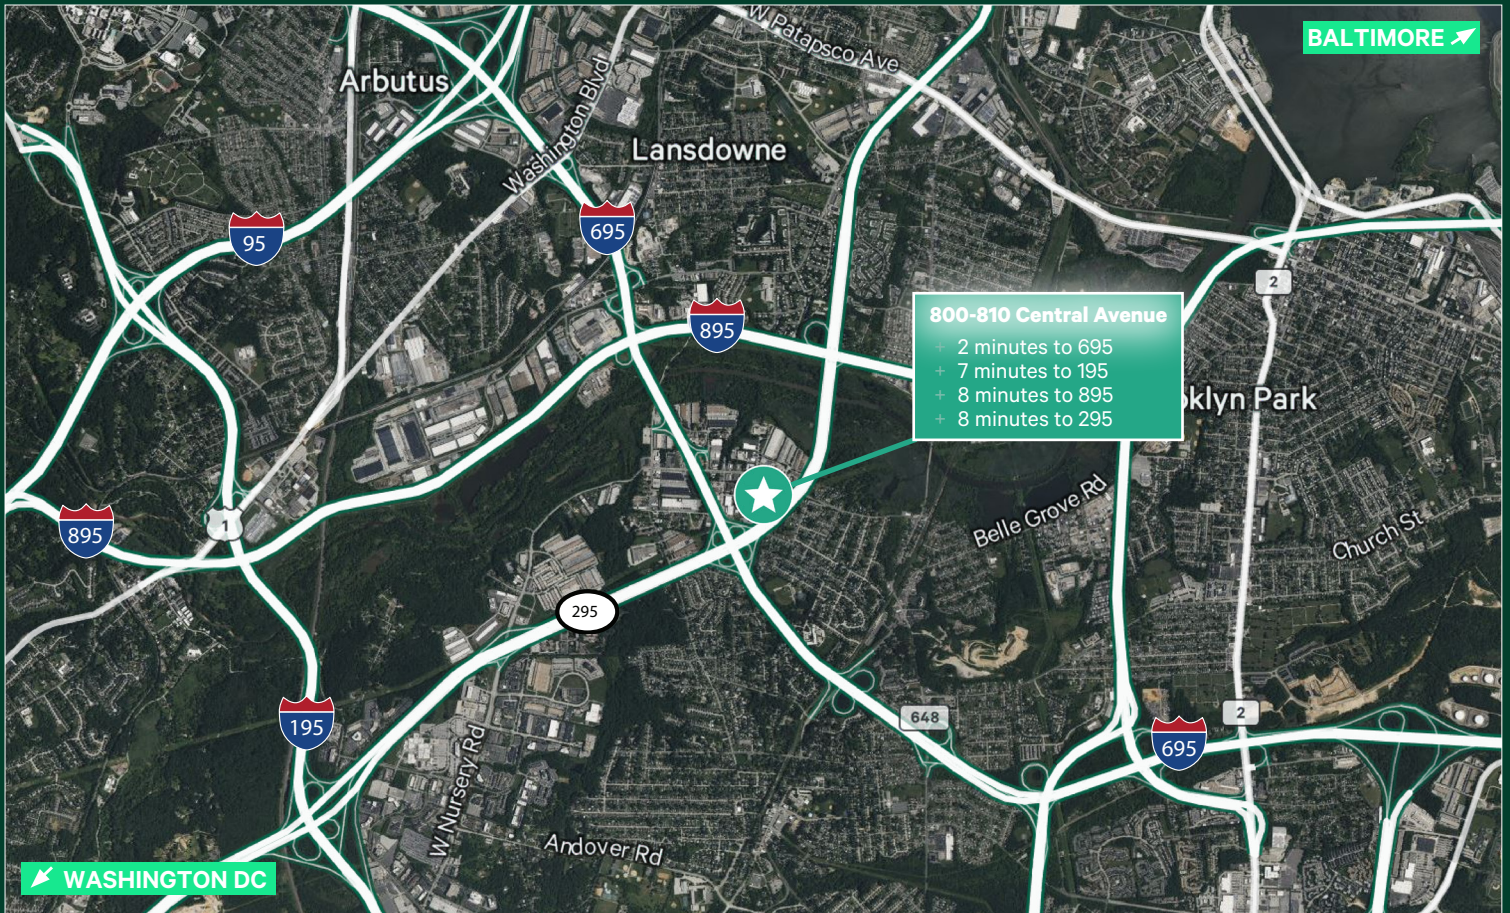 W Patapsco Ave
BALTIMORE
Arbutus
Washington Blvd
Lansdowne
95
695
2
895
800-810 Central Avenue
+ 2 minutes to 695
+ 7 minutes to 195
+ 8 minutes to 895
+ 8 minutes to 295
oklyn Park
895
1
Belle Grove Rd
Church St
295
195
648
2
695
W Nursery Rd
Andover Rd
WASHINGTON DC